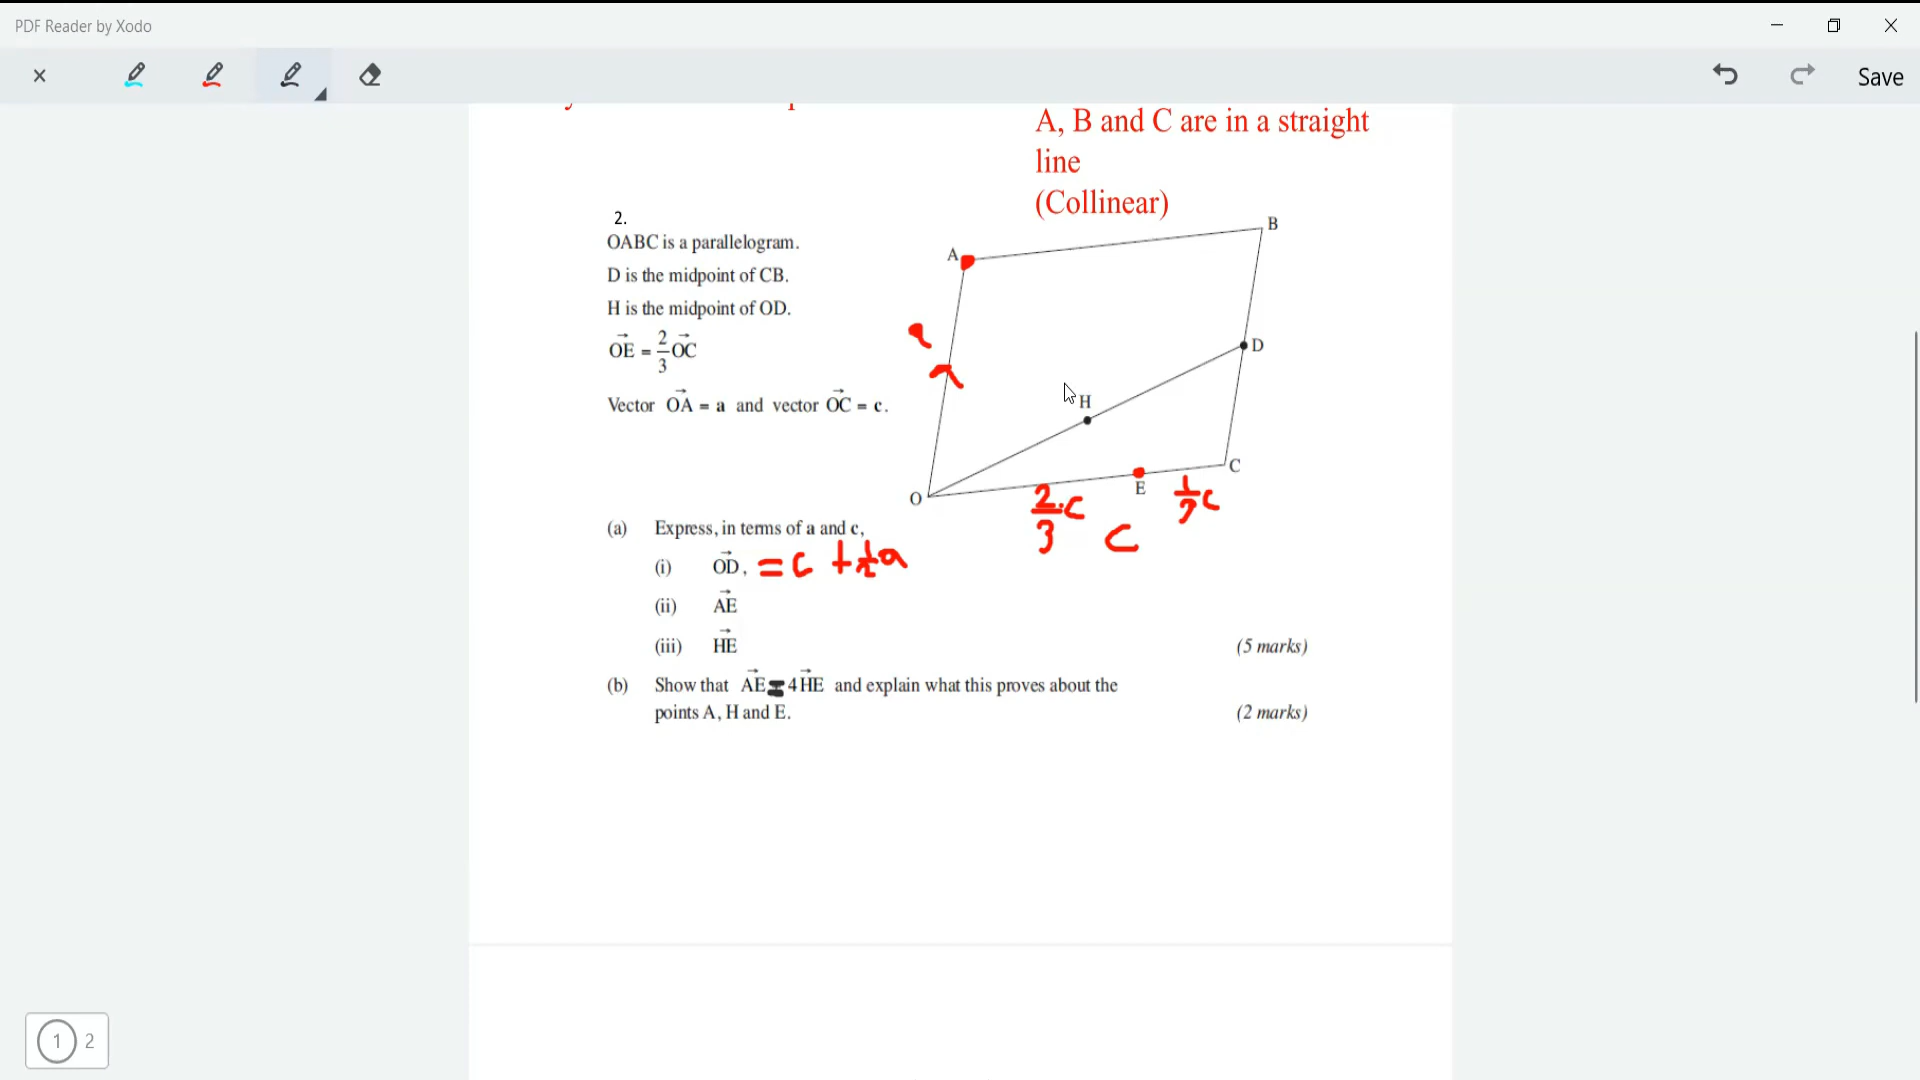 PDF Reader by Xodo
Save
A, B and C are in a straight
line
(Collinear)
2.
OABC is a parallelogram.
D is the midpoint of CB.
H is the midpoint of OD.
OE = 2/3 OC
Vector OA = a and vector OC = c.
A
B
a
D
H
C
O
E
2/3 · c
1/3 c
c
(a) Express, in terms of a and c,
(i) OD, = c + 1/2 a
(ii) AE
(iii) HE (5 marks)
(b) Show that AE = 4HE and explain what this proves about the
points A, H and E. (2 marks)
1 2